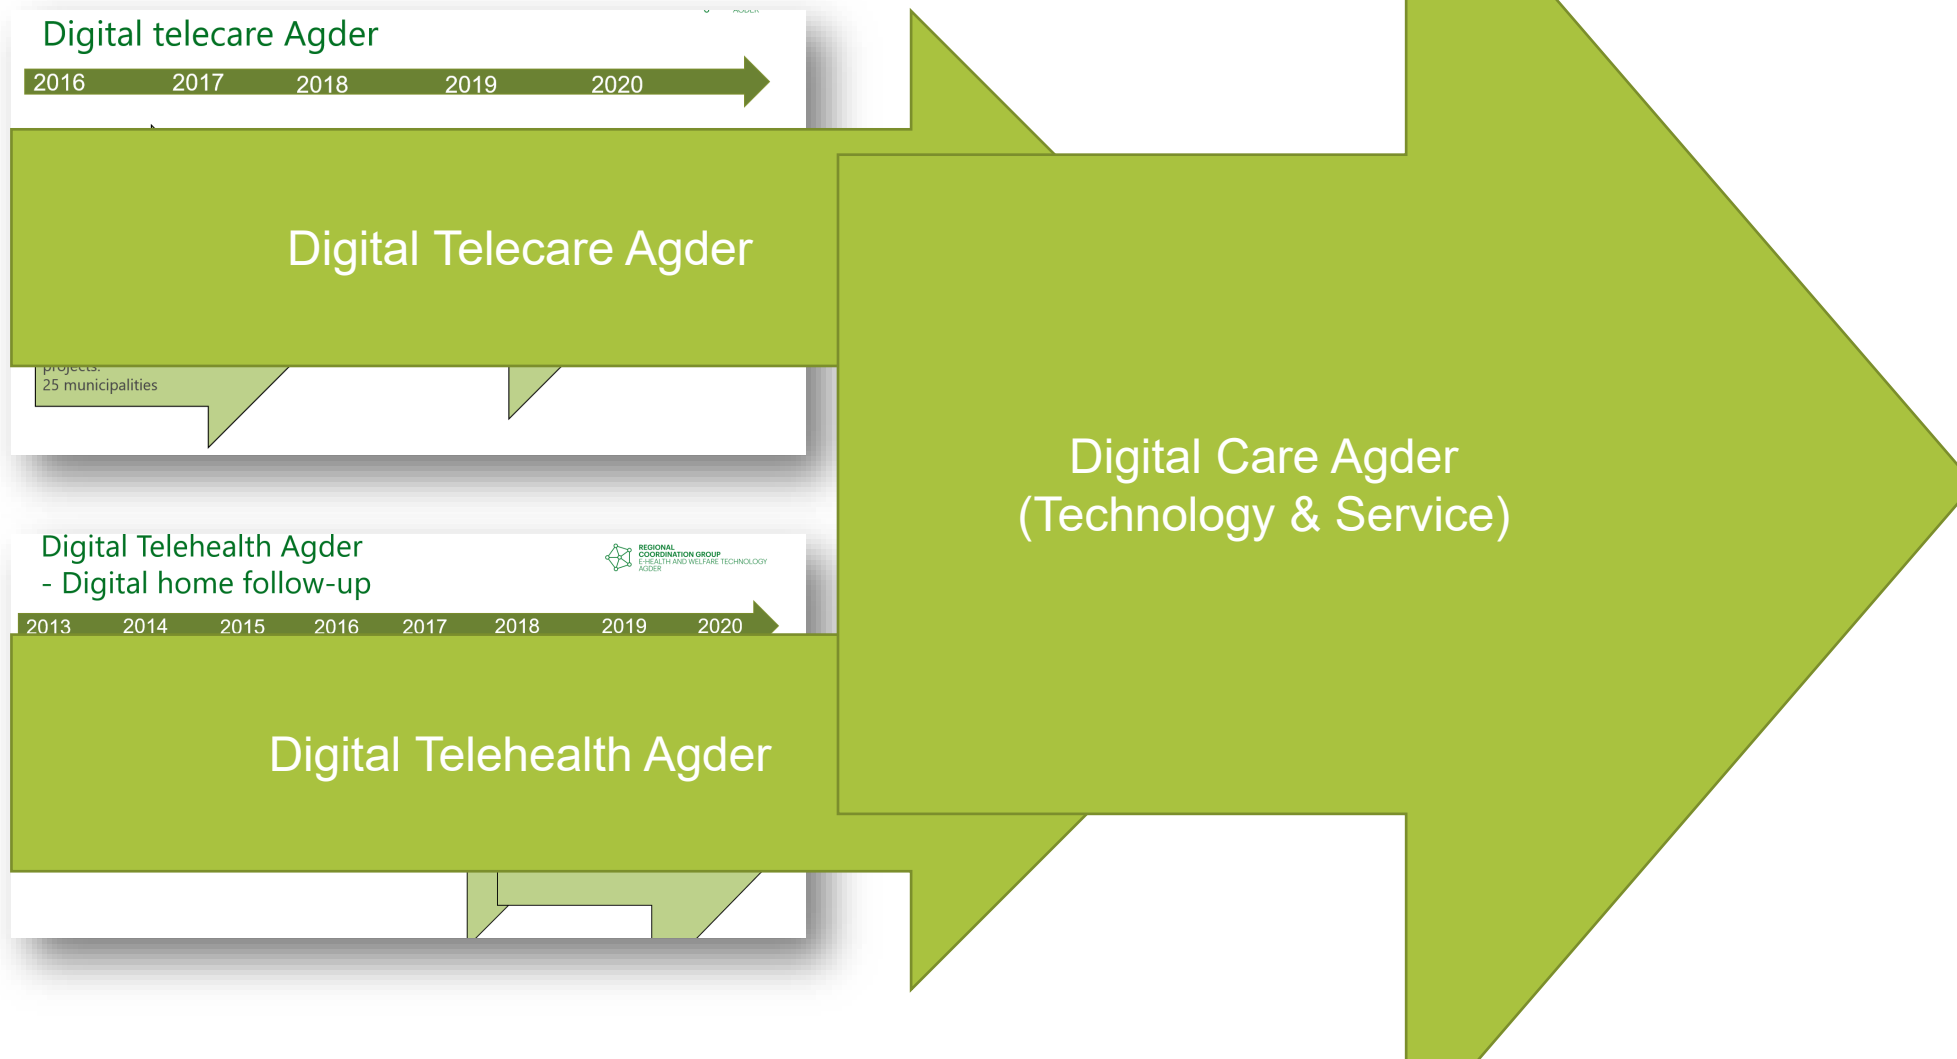 Digital telecare Agder
2016 2017 2018 2019 2020
Digital Telecare Agder
projects:
25 municipalities
Digital Care Agder
(Technology & Service)
Digital Telehealth Agder
- Digital home follow-up
REGIONAL
COORDINATION GROUP
E-HEALTH AND WELFARE TECHNOLOGY
AGDER
2013 2014 2015 2016 2017 2018 2019 2020
Digital Telehealth Agder